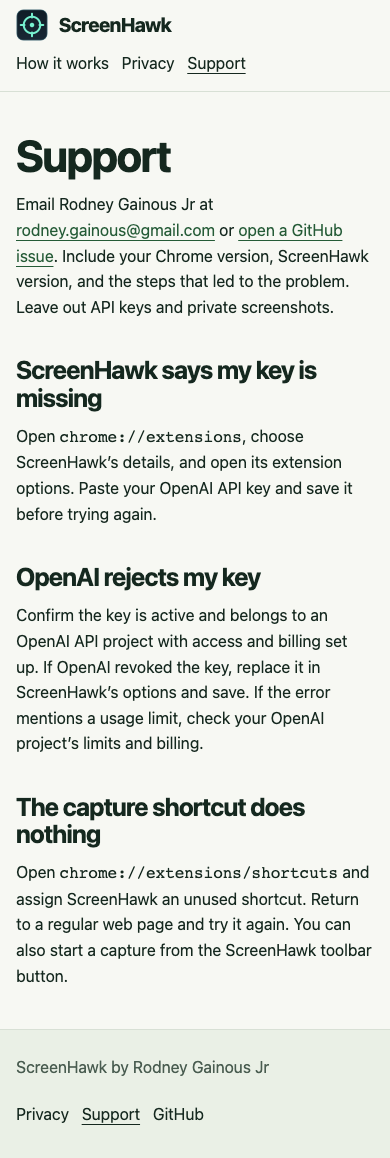 ScreenHawk
How it works Privacy Support
Support
Email Rodney Gainous Jr at
rodney.gainous@gmail.com or open a GitHub
issue. Include your Chrome version, ScreenHawk
version, and the steps that led to the problem.
Leave out API keys and private screenshots.
ScreenHawk says my key is
missing
Open chrome://extensions, choose
ScreenHawk’s details, and open its extension
options. Paste your OpenAI API key and save it
before trying again.
OpenAI rejects my key
Confirm the key is active and belongs to an
OpenAI API project with access and billing set
up. If OpenAI revoked the key, replace it in
ScreenHawk’s options and save. If the error
mentions a usage limit, check your OpenAI
project’s limits and billing.
The capture shortcut does
nothing
Open chrome://extensions/shortcuts and
assign ScreenHawk an unused shortcut. Return
to a regular web page and try it again. You can
also start a capture from the ScreenHawk toolbar
button.
ScreenHawk by Rodney Gainous Jr
Privacy Support GitHub